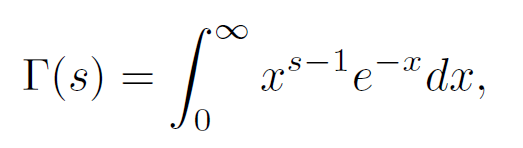 Γ(s) = ∫₀^∞ x^{s−1}e^{−x}dx,